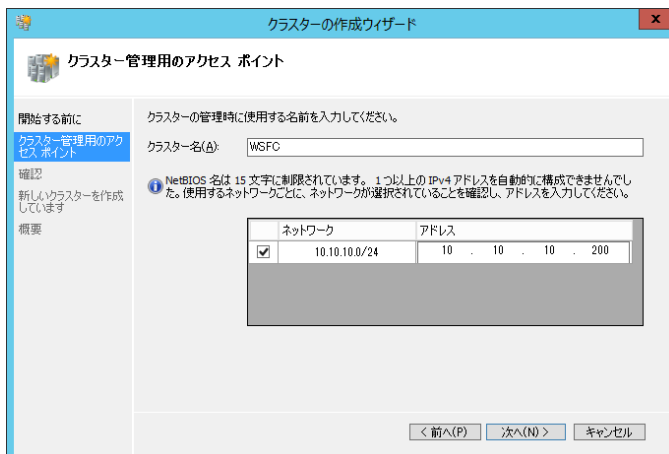 クラスターの作成ウィザード
x
クラスター管理用のアクセス ポイント
開始する前に
クラスター管理用のアク
セス ポイント
確認
新しいクラスターを作成
しています
概要
クラスターの管理時に使用する名前を入力してください。
クラスター名(A): WSFC
NetBIOS 名は 15 文字に制限されています。 1 つ以上の IPv4 アドレスを自動的に構成できませんでし
た。使用するネットワークごとに、ネットワークが選択されていることを確認し、アドレスを入力してください。
ネットワーク アドレス
10.10.10.0/24 10 . 10 . 10 . 200
< 前へ(P) 次へ(N) > キャンセル